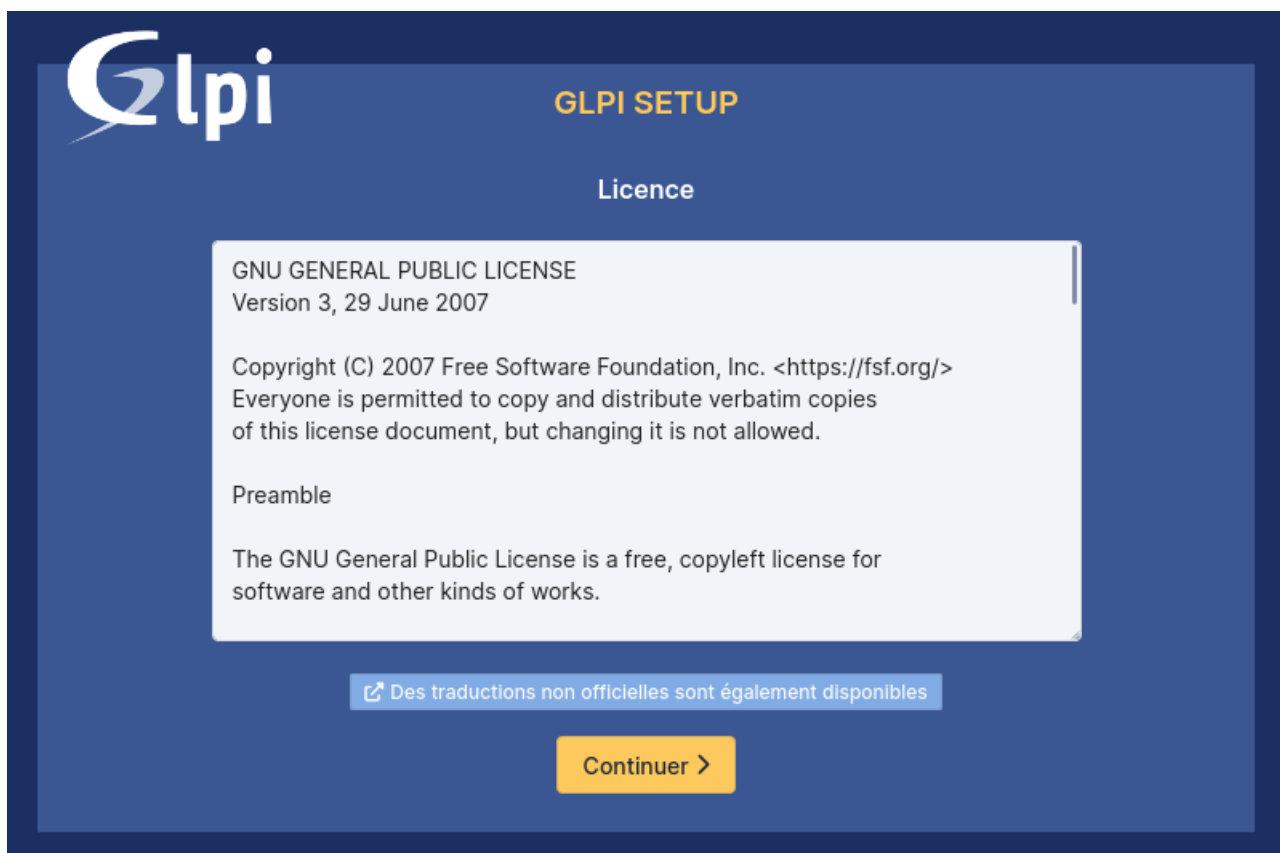 Glpi
GLPI SETUP
Licence
GNU GENERAL PUBLIC LICENSE
Version 3, 29 June 2007
Copyright (C) 2007 Free Software Foundation, Inc. <https://fsf.org/>
Everyone is permitted to copy and distribute verbatim copies
of this license document, but changing it is not allowed.
Preamble
The GNU General Public License is a free, copyleft license for
software and other kinds of works.
Des traductions non officielles sont également disponibles
Continuer